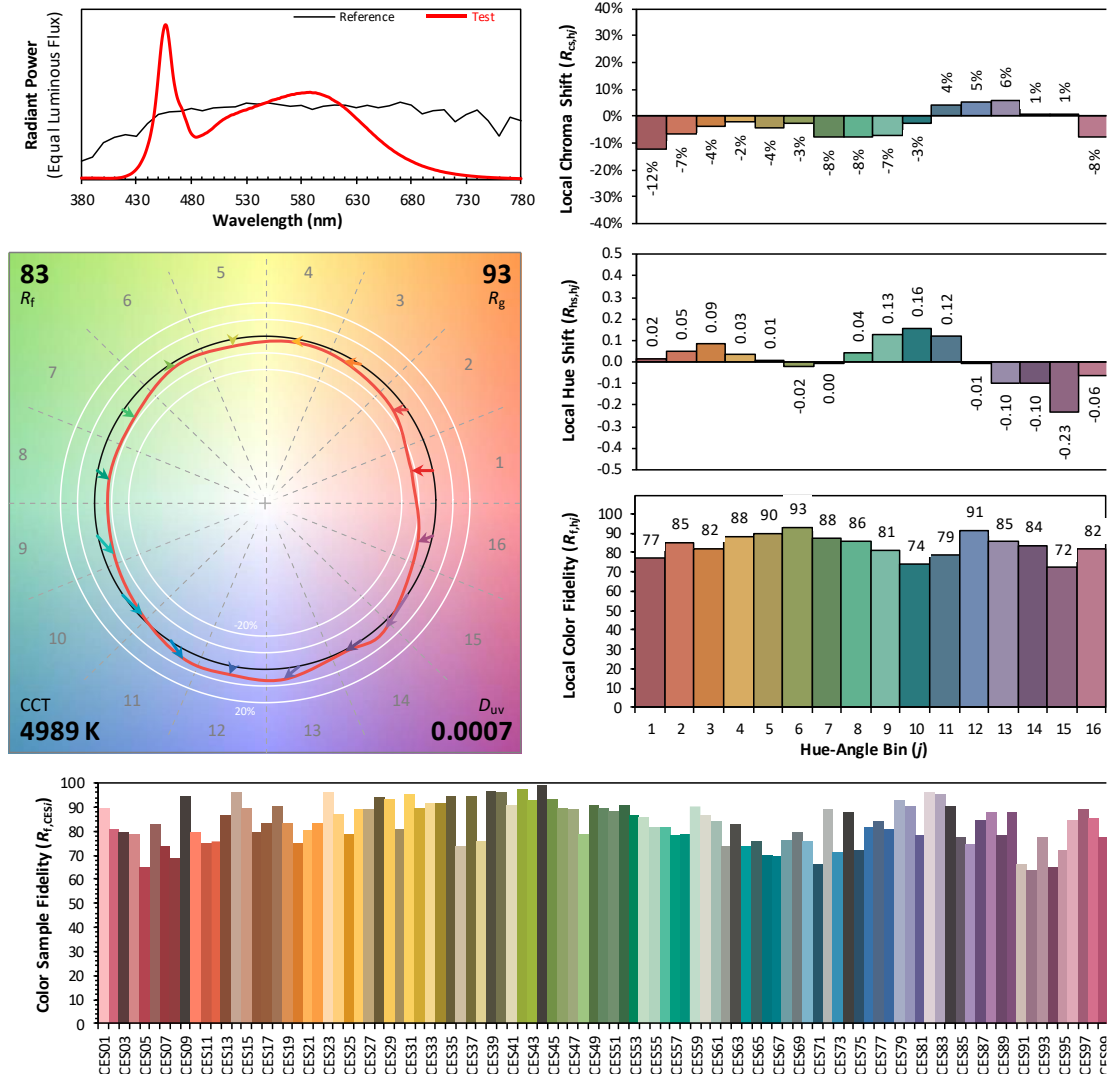 Radiant Power
(Equal Luminous Flux)
Reference
Test
380 430 480 530 580 630 680 730 780
Wavelength (nm)
Local Chroma Shift (Rcs,hj)
40%
30%
20%
10%
0%
-10%
-20%
-30%
-40%
-12% -7% -4% -2% -4% -3% -8% -8% -7% -3% 4% 5% 6% 1% 1% -8%
83
Rf
93
Rg
5 4
6 3
7 2
8 1
9 16
10 15
11 14
12 13
-20%
20%
CCT
4989 K
Duv
0.0007
Local Hue Shift (Rhs,hj)
0.5
0.4
0.3
0.2
0.1
0.0
-0.1
-0.2
-0.3
-0.4
-0.5
0.02 0.05 0.09 0.03 0.01 -0.02 0.00 0.04 0.13 0.16 0.12 -0.01 -0.10 -0.10 -0.23 -0.06
Local Color Fidelity (Rf,hj)
100
90
80
70
60
50
40
30
20
10
0
77 85 82 88 90 93 88 86 81 74 79 91 85 84 72 82
1 2 3 4 5 6 7 8 9 10 11 12 13 14 15 16
Hue-Angle Bin (j)
Color Sample Fidelity (Rf,CESi)
100
90
80
70
60
50
40
30
20
10
0
CES01 CES03 CES05 CES07 CES09 CES11 CES13 CES15 CES17 CES19 CES21 CES23 CES25 CES27 CES29 CES31 CES33 CES35 CES37 CES39 CES41 CES43 CES45 CES47 CES49 CES51 CES53 CES55 CES57 CES59 CES61 CES63 CES65 CES67 CES69 CES71 CES73 CES75 CES77 CES79 CES81 CES83 CES85 CES87 CES89 CES91 CES93 CES95 CES97 CES99